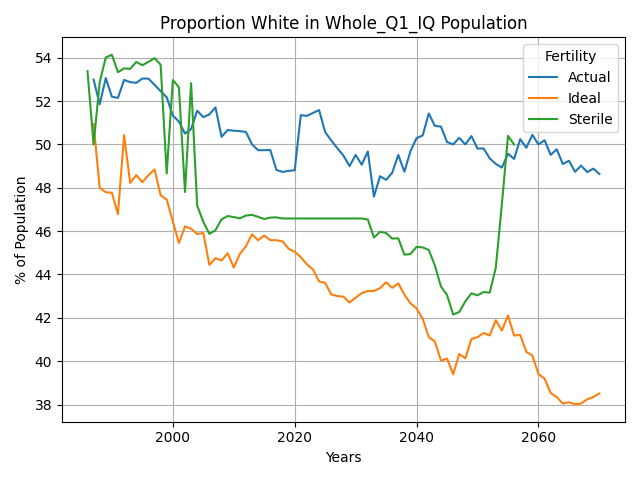 Proportion White in Whole_Q1_IQ Population
% of Population
54
52
50
48
46
44
42
40
38
Fertility
Actual
Ideal
Sterile
2000
2020
2040
2060
Years